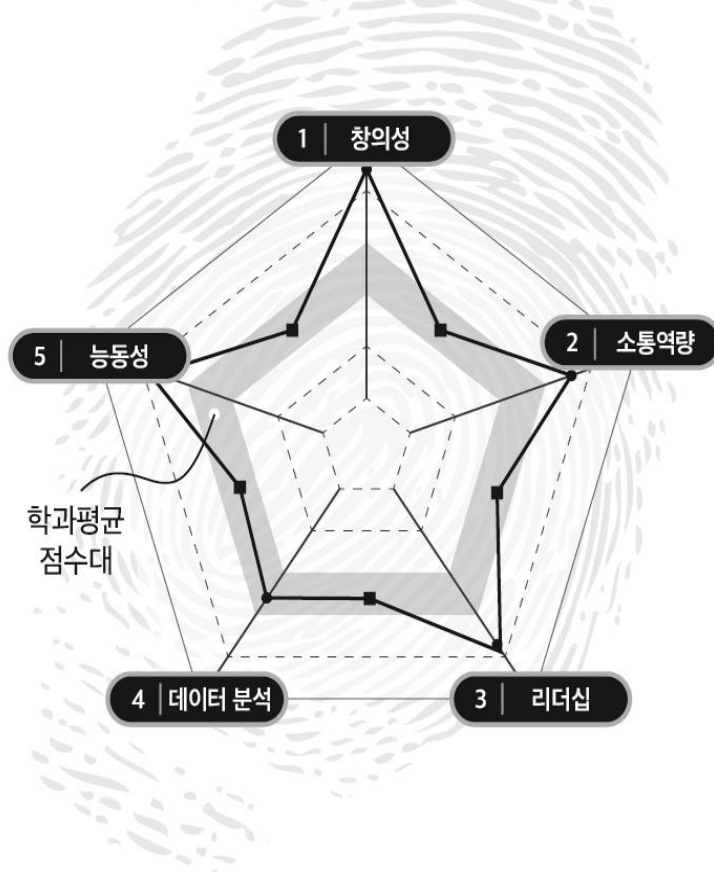 1 | 창의성
2 | 소통역량
5 | 능동성
학과평균
점수대
4 | 데이터 분석
3 | 리더십